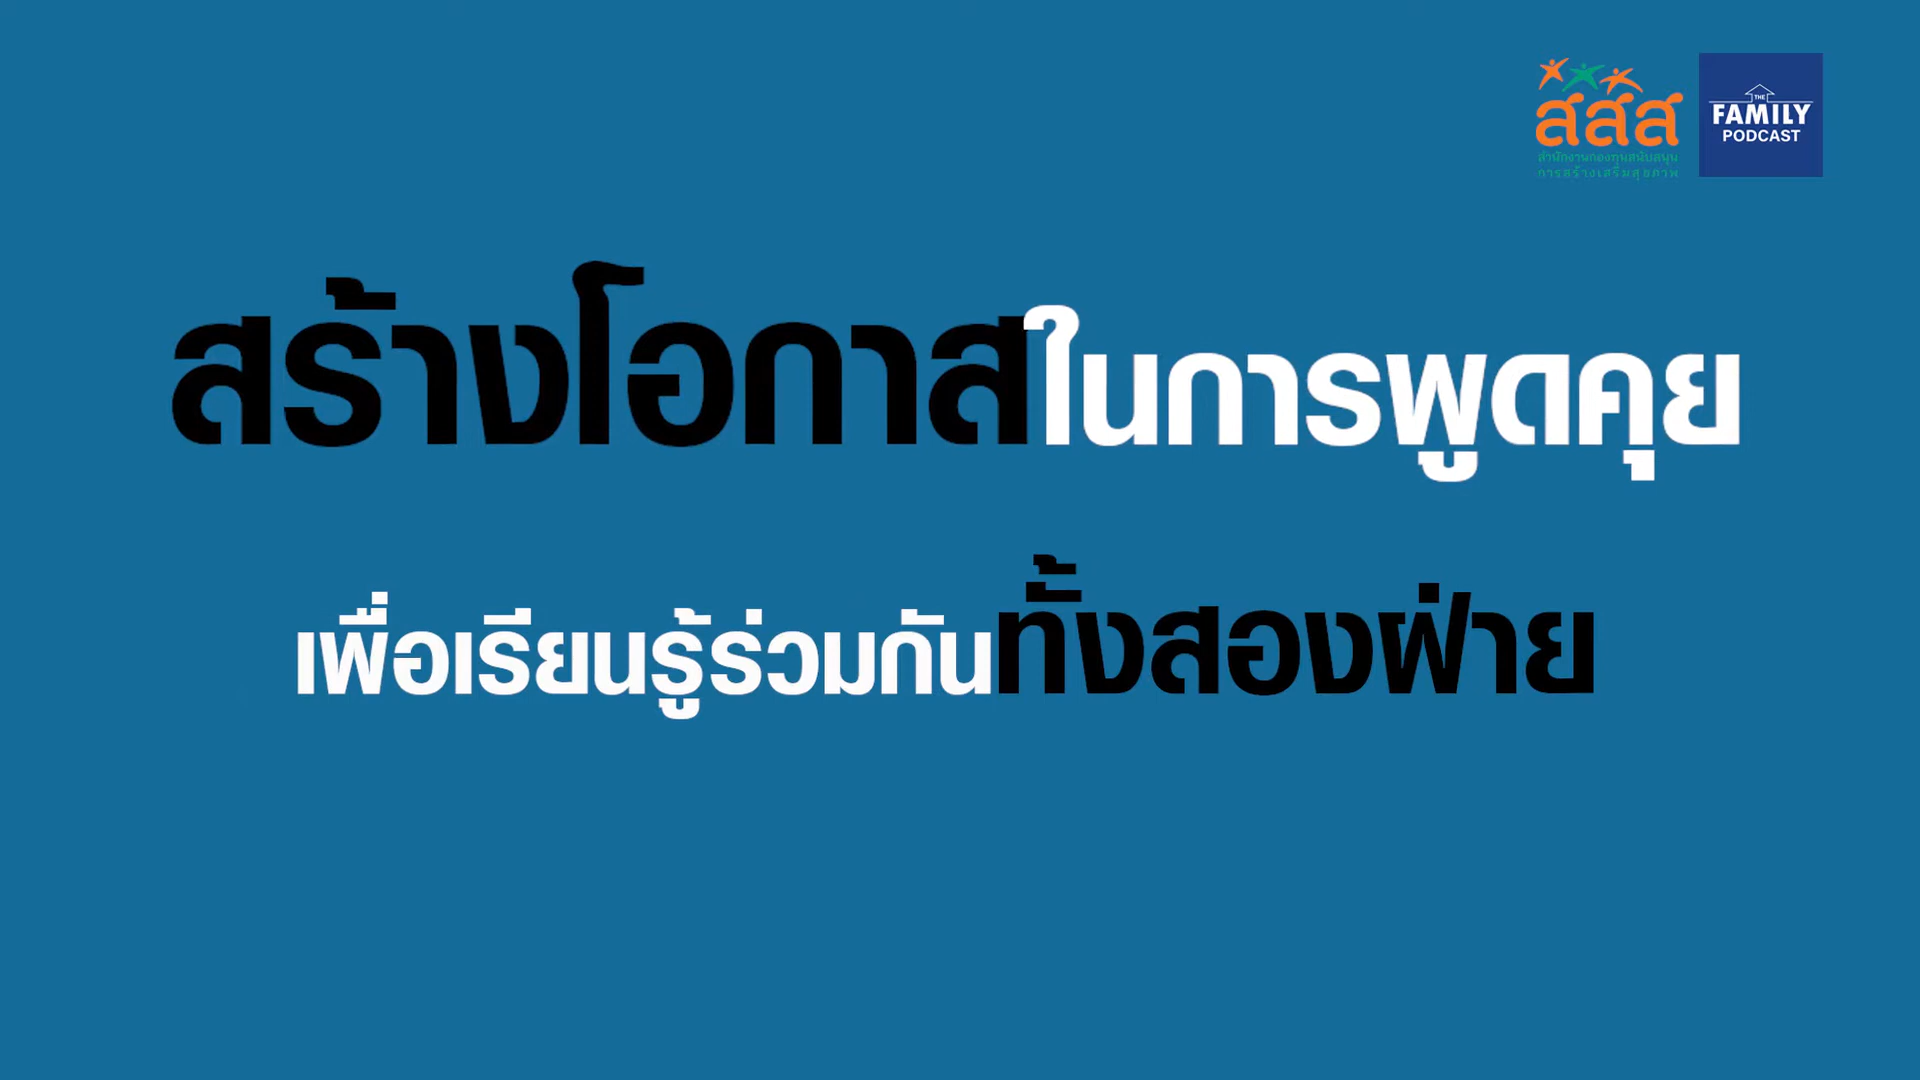 สสส
สำนักงานกองทุนสนับสนุน
การสร้างเสริมสุขภาพ
THE
FAMILY
PODCAST
สร้างโอกาสในการพูดคุย
เพื่อเรียนรู้ร่วมกันทั้งสองฝ่าย